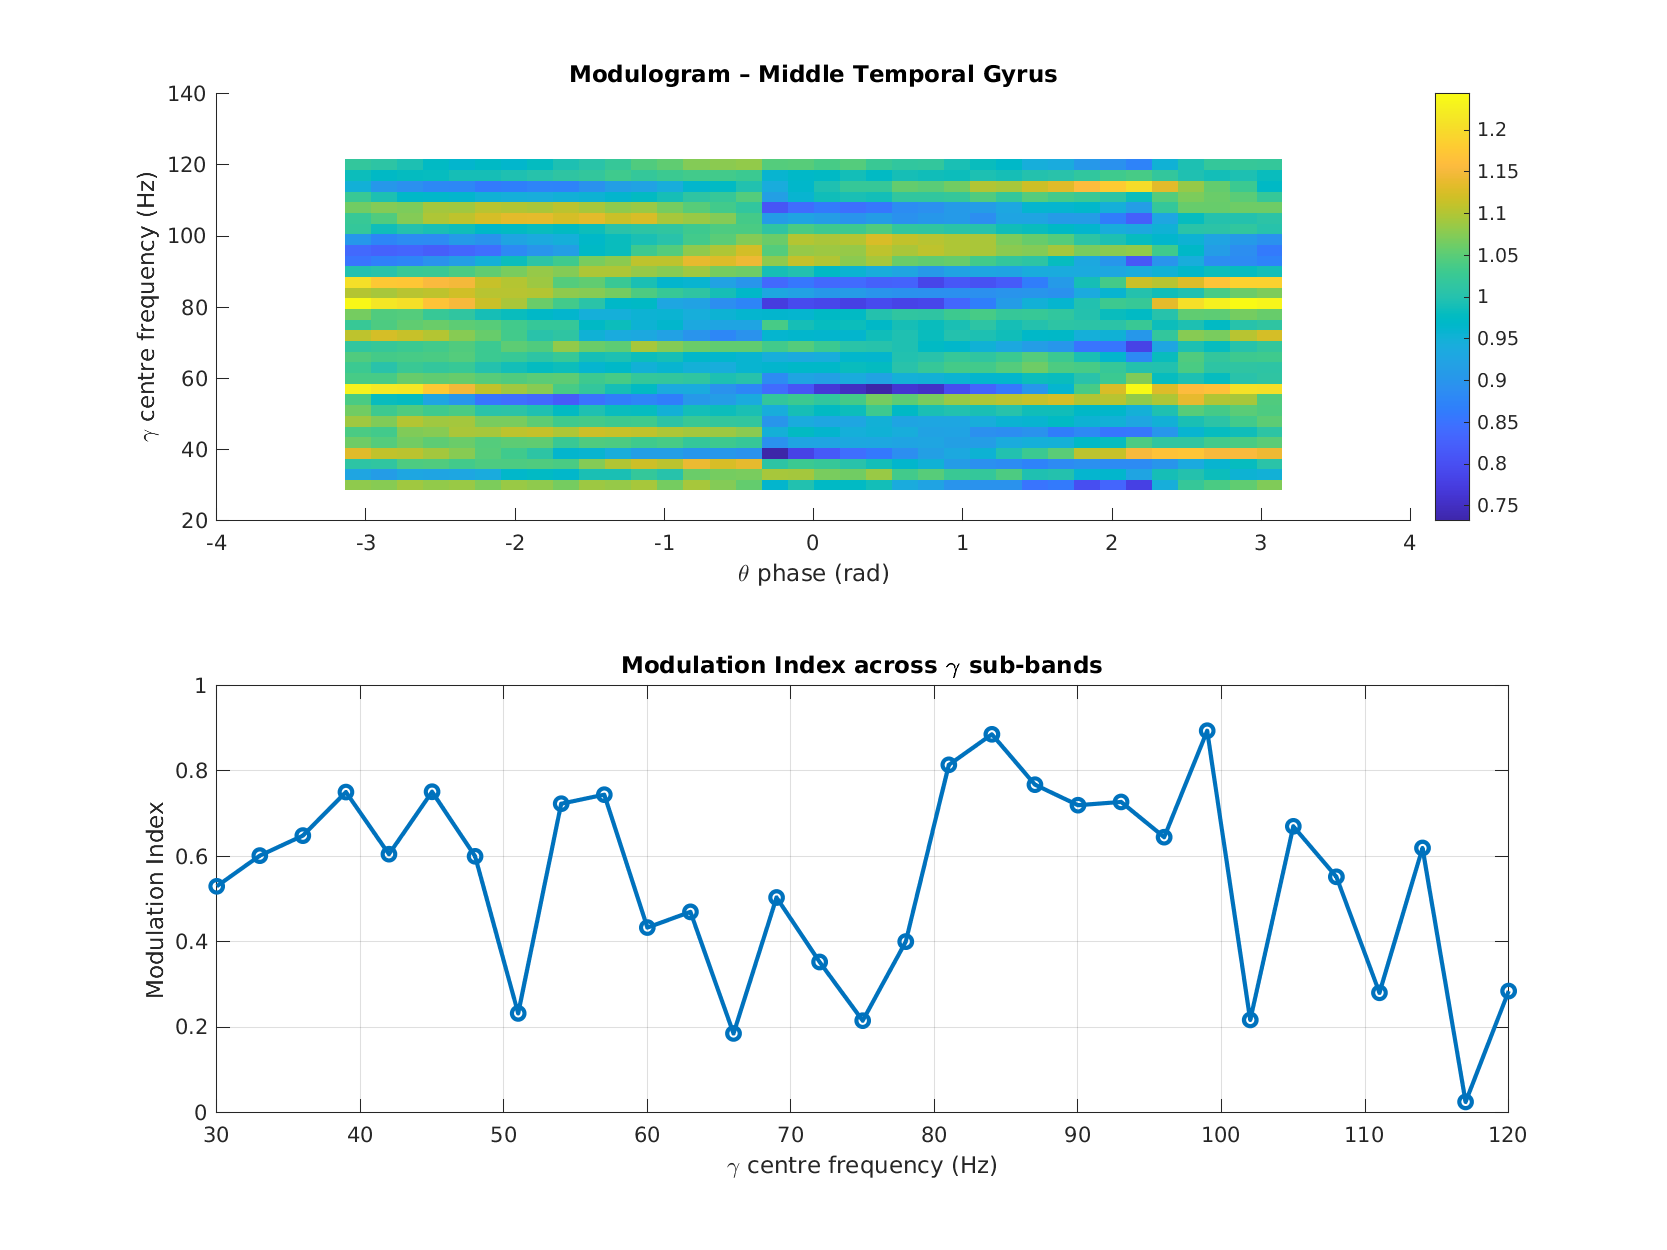 Modulogram – Middle Temporal Gyrus
γ centre frequency (Hz)
140
120
100
80
60
40
20
-4 -3 -2 -1 0 1 2 3 4
θ phase (rad)
1.2
1.15
1.1
1.05
1
0.95
0.9
0.85
0.8
0.75
Modulation Index across γ sub-bands
Modulation Index
1
0.8
0.6
0.4
0.2
0
30 40 50 60 70 80 90 100 110 120
γ centre frequency (Hz)